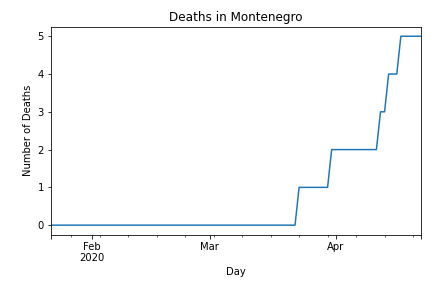 Deaths in Montenegro
Number of Deaths
5
4
3
2
1
0
Feb
2020
Mar
Apr
Day